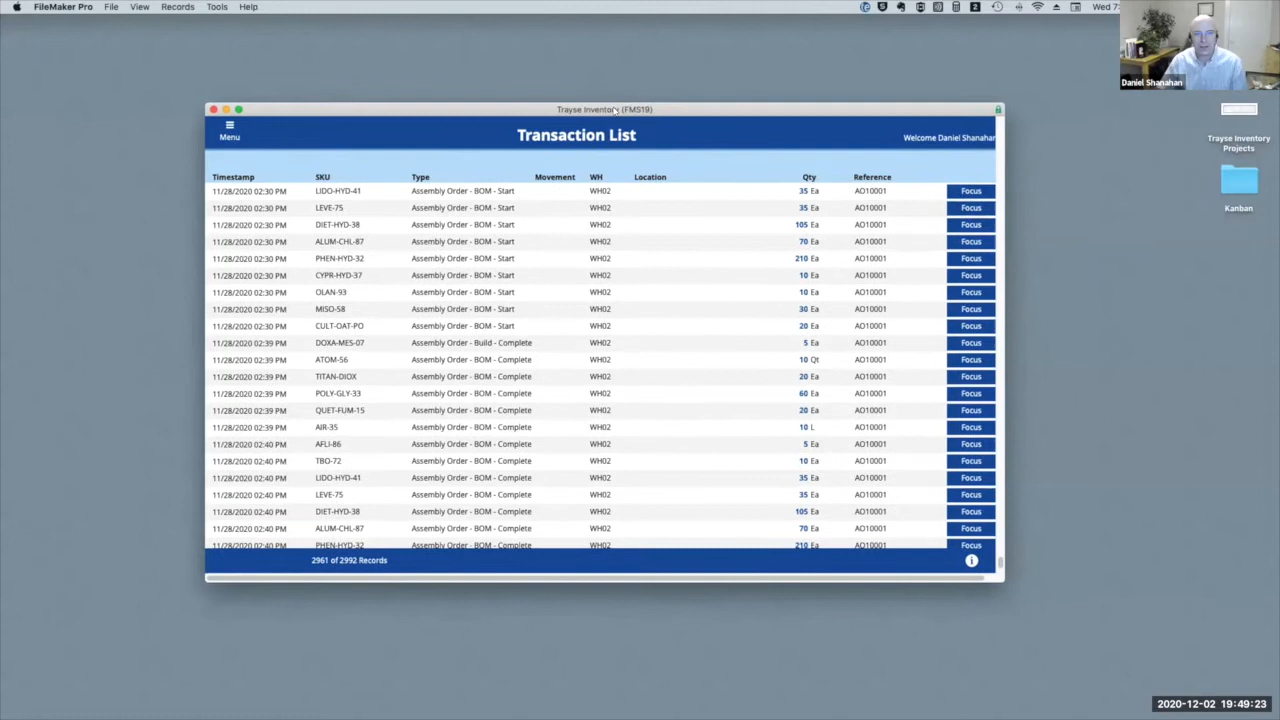 FileMaker Pro File View Records Tools Help
2
Wed 7:
Daniel Shanahan
Trayse Inventory (FMS19)
Menu
Transaction List
Welcome Daniel Shanahan
Trayse Inventory
Projects
Kanban
Timestamp SKU Type Movement WH Location Qty Reference
11/28/2020 02:30 PM LIDO-HYD-41 Assembly Order - BOM - Start WH02 35 Ea AO10001 Focus
11/28/2020 02:30 PM LEVE-75 Assembly Order - BOM - Start WH02 35 Ea AO10001 Focus
11/28/2020 02:30 PM DIET-HYD-38 Assembly Order - BOM - Start WH02 105 Ea AO10001 Focus
11/28/2020 02:30 PM ALUM-CHL-87 Assembly Order - BOM - Start WH02 70 Ea AO10001 Focus
11/28/2020 02:30 PM PHEN-HYD-32 Assembly Order - BOM - Start WH02 210 Ea AO10001 Focus
11/28/2020 02:30 PM CYPR-HYD-37 Assembly Order - BOM - Start WH02 10 Ea AO10001 Focus
11/28/2020 02:30 PM OLAN-93 Assembly Order - BOM - Start WH02 10 Ea AO10001 Focus
11/28/2020 02:30 PM MISO-58 Assembly Order - BOM - Start WH02 30 Ea AO10001 Focus
11/28/2020 02:30 PM CULT-OAT-PO Assembly Order - BOM - Start WH02 20 Ea AO10001 Focus
11/28/2020 02:39 PM DOXA-MES-07 Assembly Order - Build - Complete WH02 5 Ea AO10001 Focus
11/28/2020 02:39 PM ATOM-56 Assembly Order - BOM - Complete WH02 10 Qt AO10001 Focus
11/28/2020 02:39 PM TITAN-DIOX Assembly Order - BOM - Complete WH02 20 Ea AO10001 Focus
11/28/2020 02:39 PM POLY-GLY-33 Assembly Order - BOM - Complete WH02 60 Ea AO10001 Focus
11/28/2020 02:39 PM QUET-FUM-15 Assembly Order - BOM - Complete WH02 20 Ea AO10001 Focus
11/28/2020 02:39 PM AIR-35 Assembly Order - BOM - Complete WH02 10 L AO10001 Focus
11/28/2020 02:40 PM AFLI-86 Assembly Order - BOM - Complete WH02 5 Ea AO10001 Focus
11/28/2020 02:40 PM TBO-72 Assembly Order - BOM - Complete WH02 10 Ea AO10001 Focus
11/28/2020 02:40 PM LIDO-HYD-41 Assembly Order - BOM - Complete WH02 35 Ea AO10001 Focus
11/28/2020 02:40 PM LEVE-75 Assembly Order - BOM - Complete WH02 35 Ea AO10001 Focus
11/28/2020 02:40 PM DIET-HYD-38 Assembly Order - BOM - Complete WH02 105 Ea AO10001 Focus
11/28/2020 02:40 PM ALUM-CHL-87 Assembly Order - BOM - Complete WH02 70 Ea AO10001 Focus
11/28/2020 02:40 PM PHEN-HYD-32 Assembly Order - BOM - Complete WH02 210 Ea AO10001 Focus
2961 of 2992 Records
2020-12-02 19:49:23